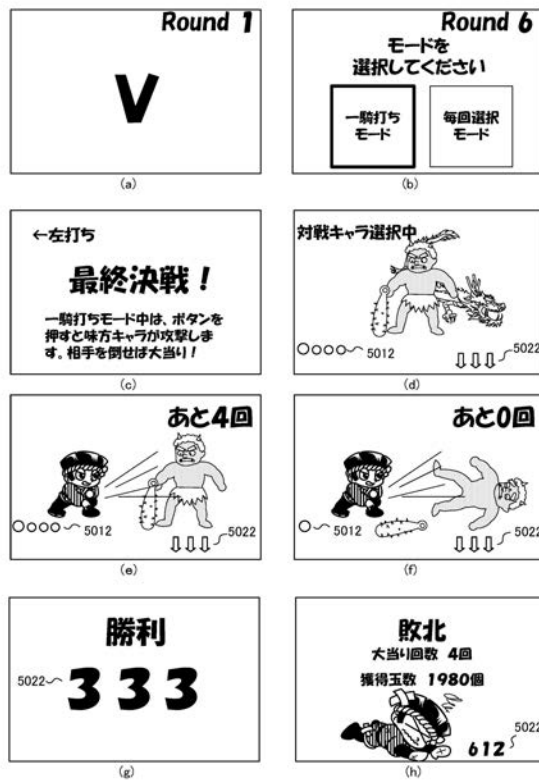 Round 1
V
(a)
Round 6
モードを
選択してください
一騎打ち
モード
毎回選択
モード
(b)
←左打ち
最終決戦！
一騎打ちモード中は、ボタンを
押すと味方キャラが攻撃しま
す。相手を倒せば大当り！
(c)
対戦キャラ選択中
5012
5022
(d)
あと4回
5012
5022
(e)
あと0回
5012
5022
(f)
勝利
5022
3 3 3
(g)
敗北
大当り回数 4回
獲得玉数 1980個
612
5022
(h)